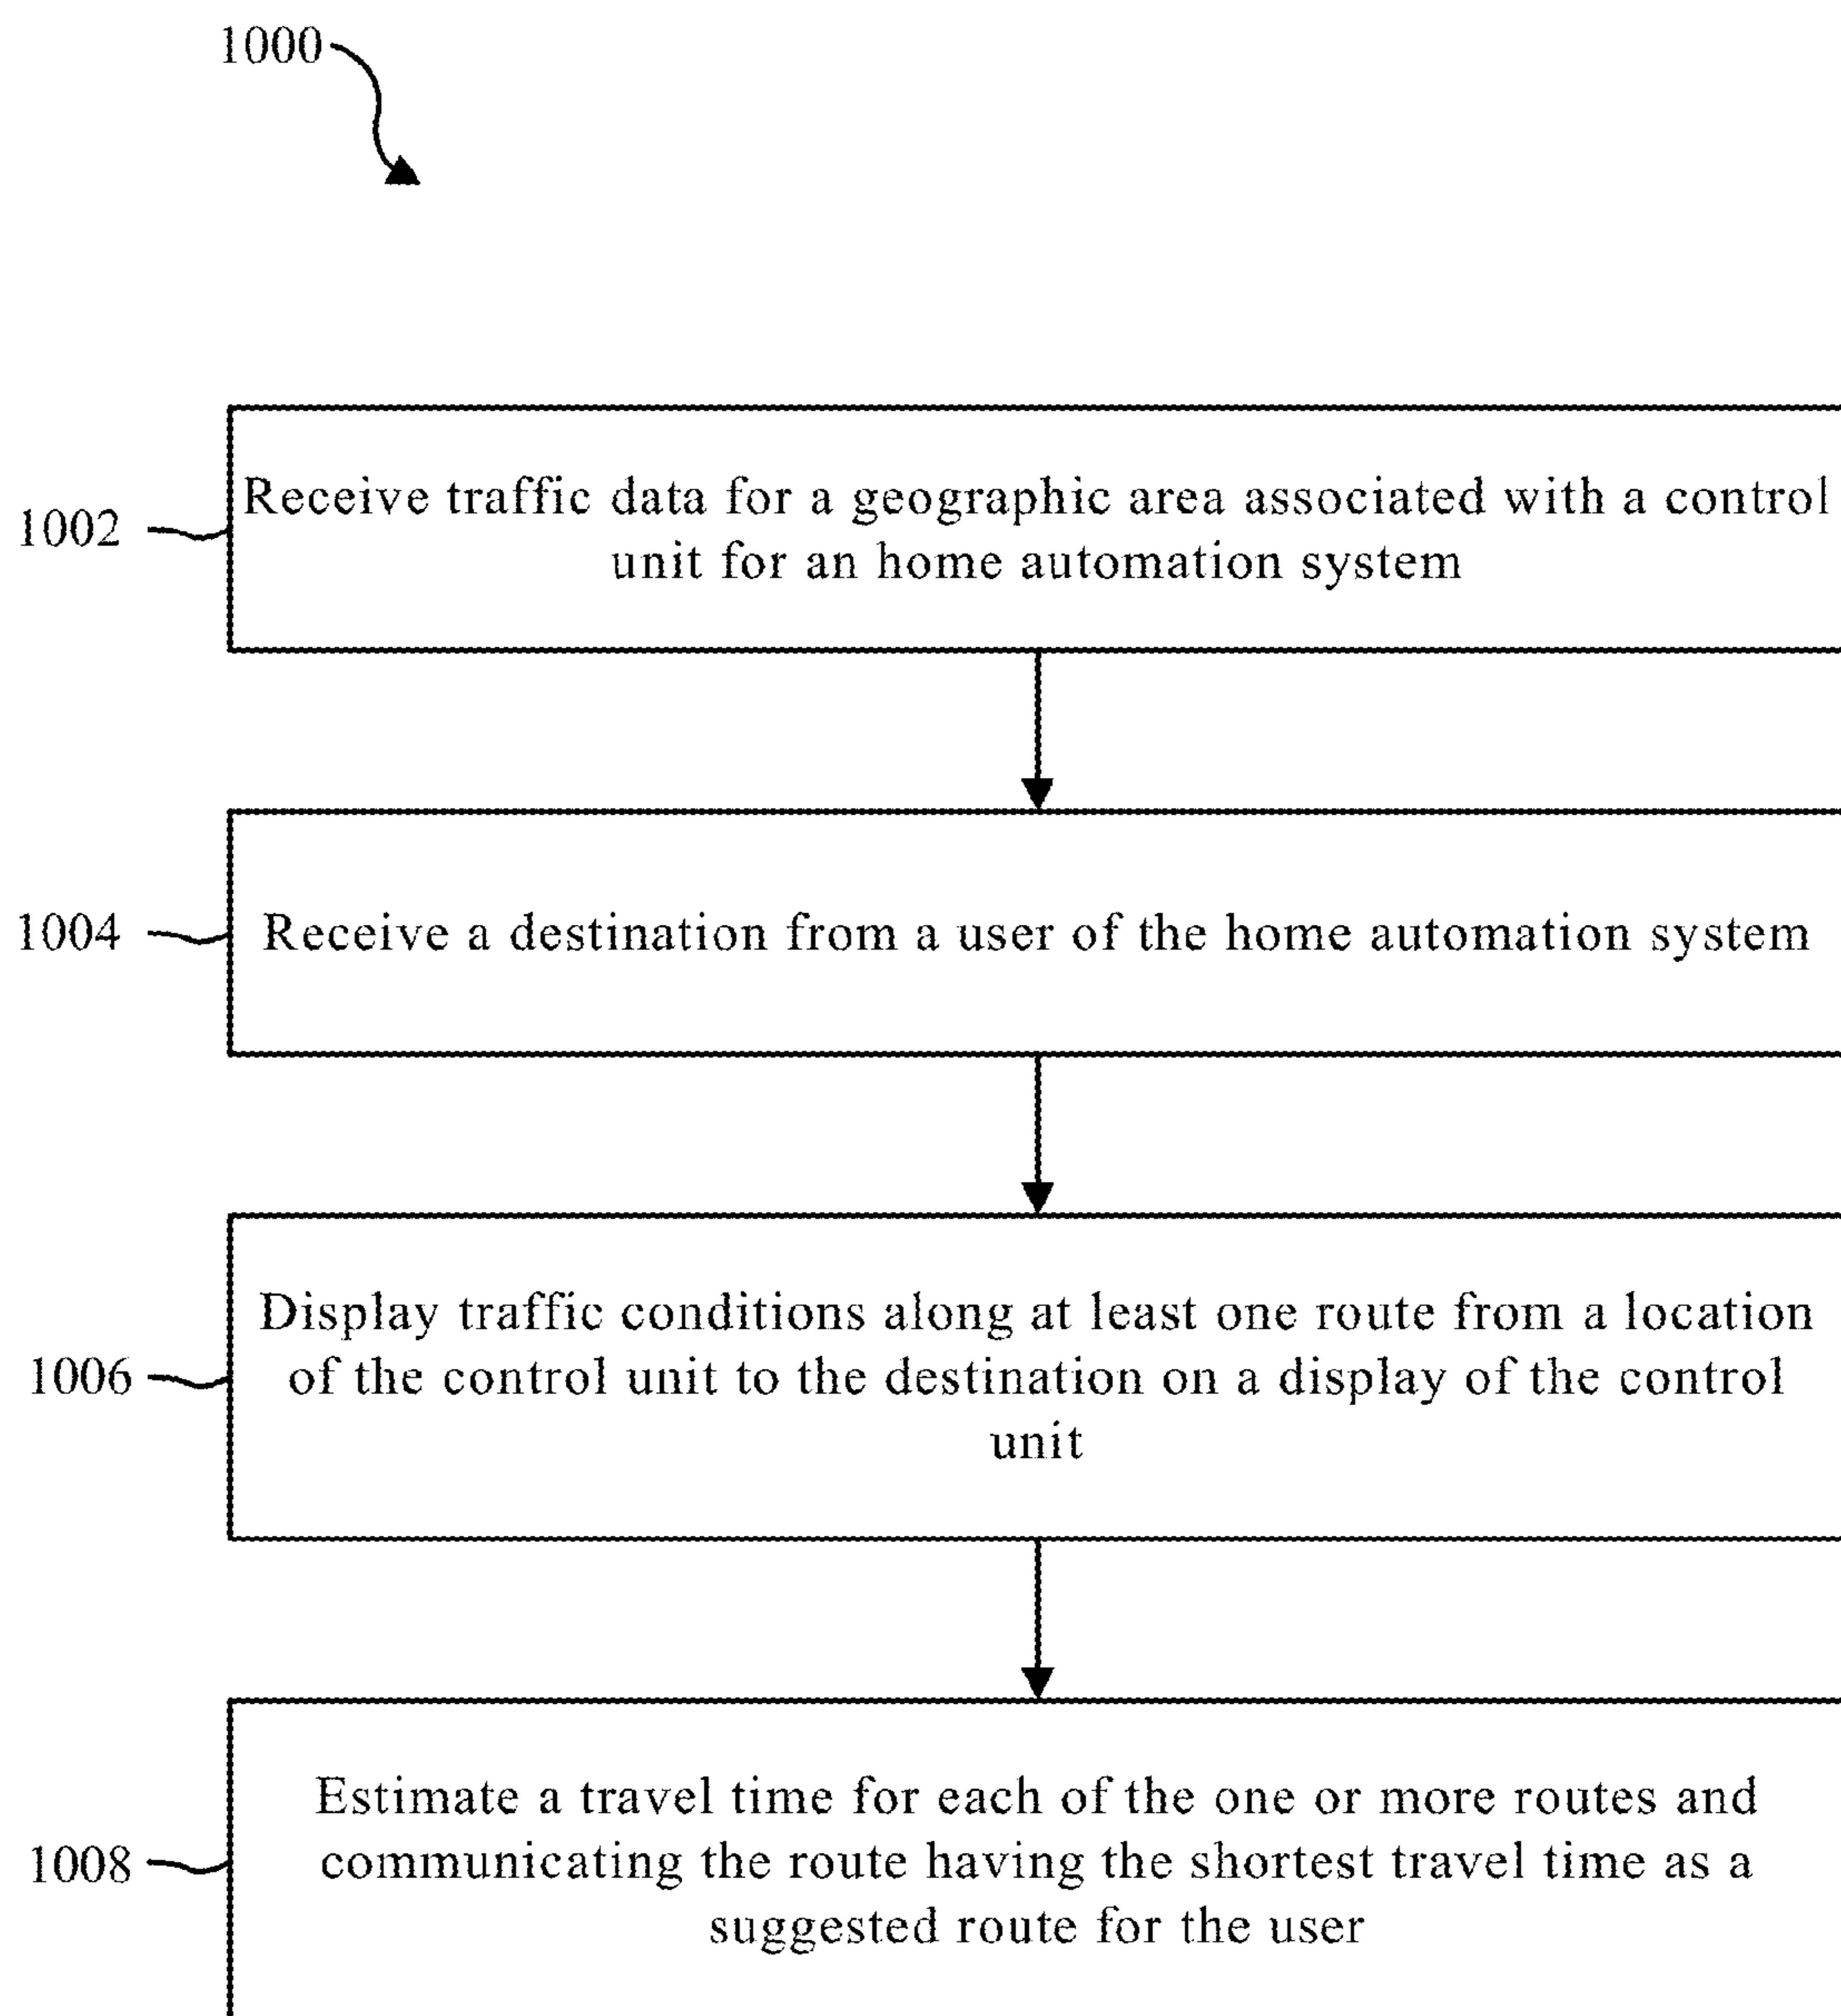 1000
1002
Receive traffic data for a geographic area associated with a control
unit for an home automation system
1004
Receive a destination from a user of the home automation system
1006
Display traffic conditions along at least one route from a location
of the control unit to the destination on a display of the control
unit
1008
Estimate a travel time for each of the one or more routes and
communicating the route having the shortest travel time as a
suggested route for the user